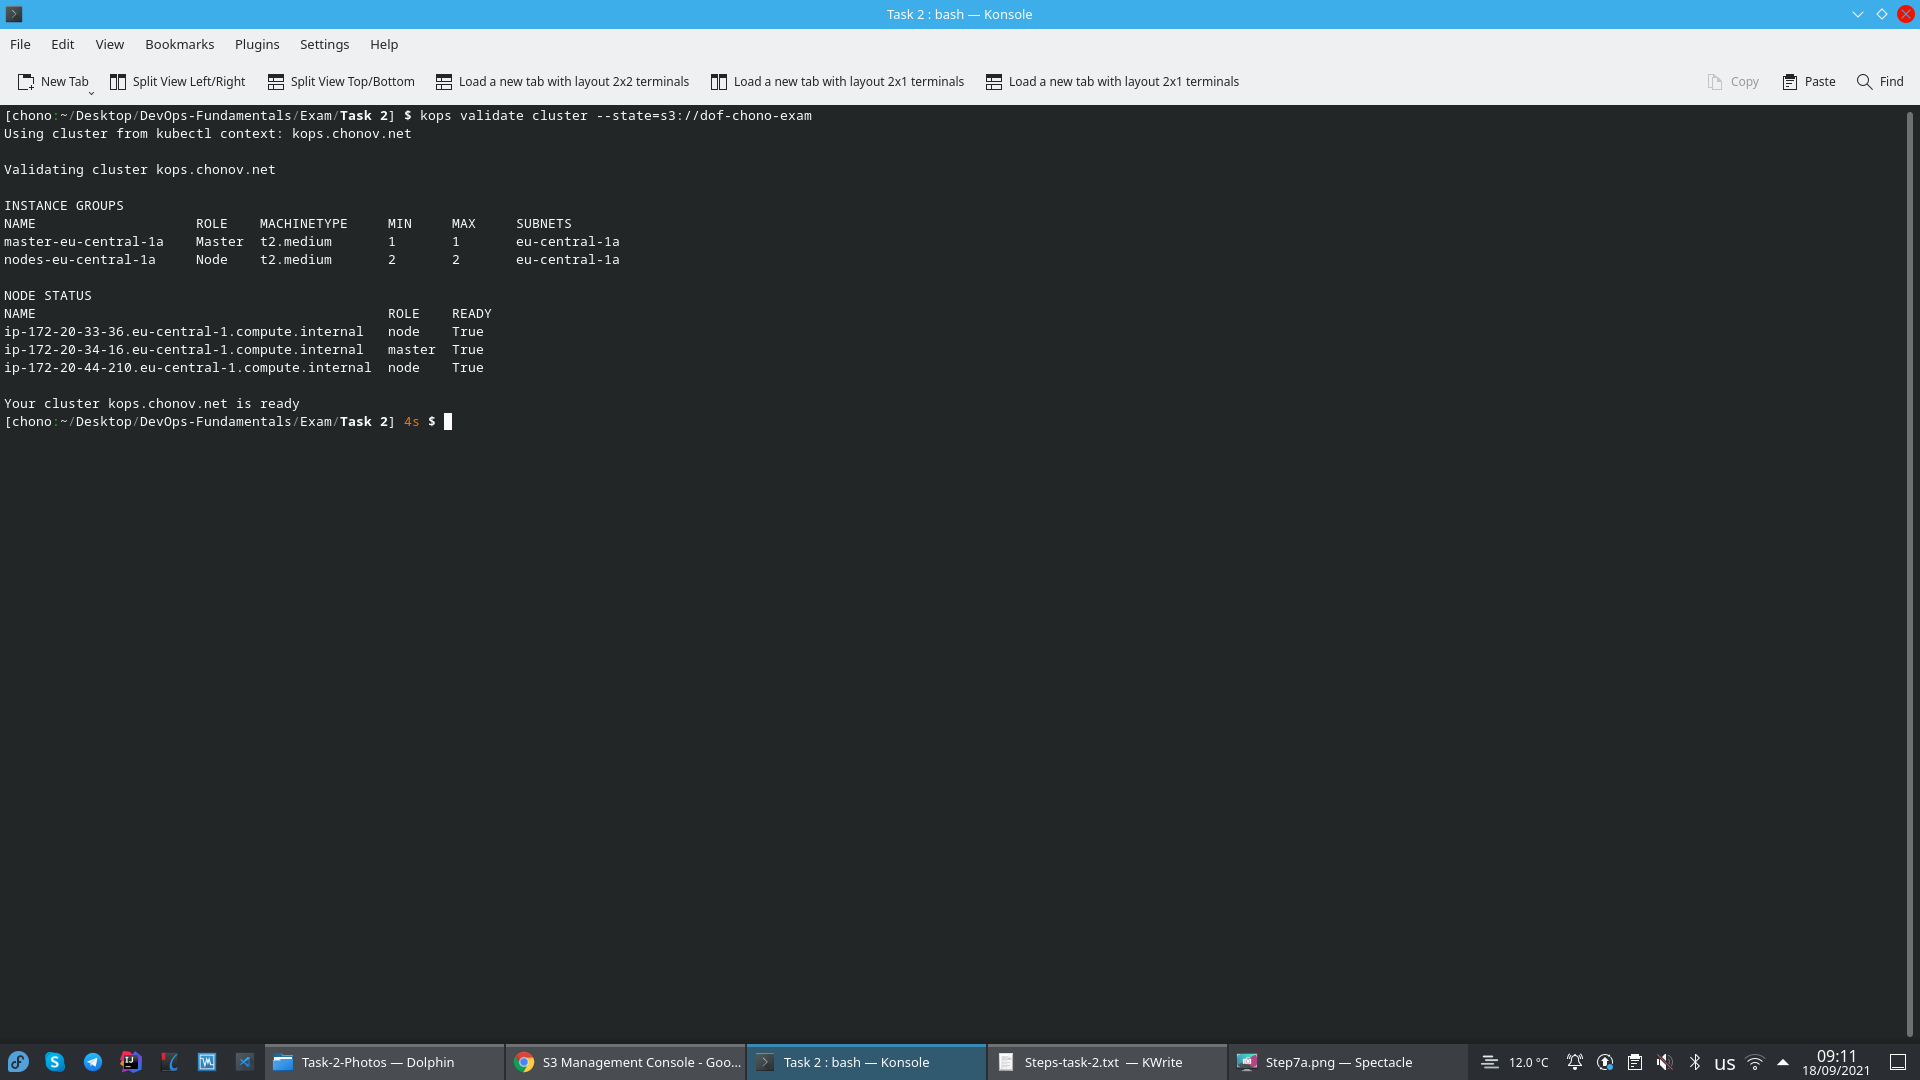 Task 2 : bash — Konsole
File Edit View Bookmarks Plugins Settings Help
New Tab Split View Left/Right Split View Top/Bottom Load a new tab with layout 2x2 terminals Load a new tab with layout 2x1 terminals Load a new tab with layout 2x1 terminals Copy Paste Find
[chono:~/Desktop/DevOps-Fundamentals/Exam/Task 2] $ kops validate cluster --state=s3://dof-chono-exam
Using cluster from kubectl context: kops.chonov.net
Validating cluster kops.chonov.net
INSTANCE GROUPS
NAME ROLE MACHINETYPE MIN MAX SUBNETS
master-eu-central-1a Master t2.medium 1 1 eu-central-1a
nodes-eu-central-1a Node t2.medium 2 2 eu-central-1a
NODE STATUS
NAME ROLE READY
ip-172-20-33-36.eu-central-1.compute.internal node True
ip-172-20-34-16.eu-central-1.compute.internal master True
ip-172-20-44-210.eu-central-1.compute.internal node True
Your cluster kops.chonov.net is ready
[chono:~/Desktop/DevOps-Fundamentals/Exam/Task 2] 4s $
Task-2-Photos — Dolphin S3 Management Console - Goo... Task 2 : bash — Konsole Steps-task-2.txt — KWrite Step7a.png — Spectacle 12.0 °C us 09:11
18/09/2021